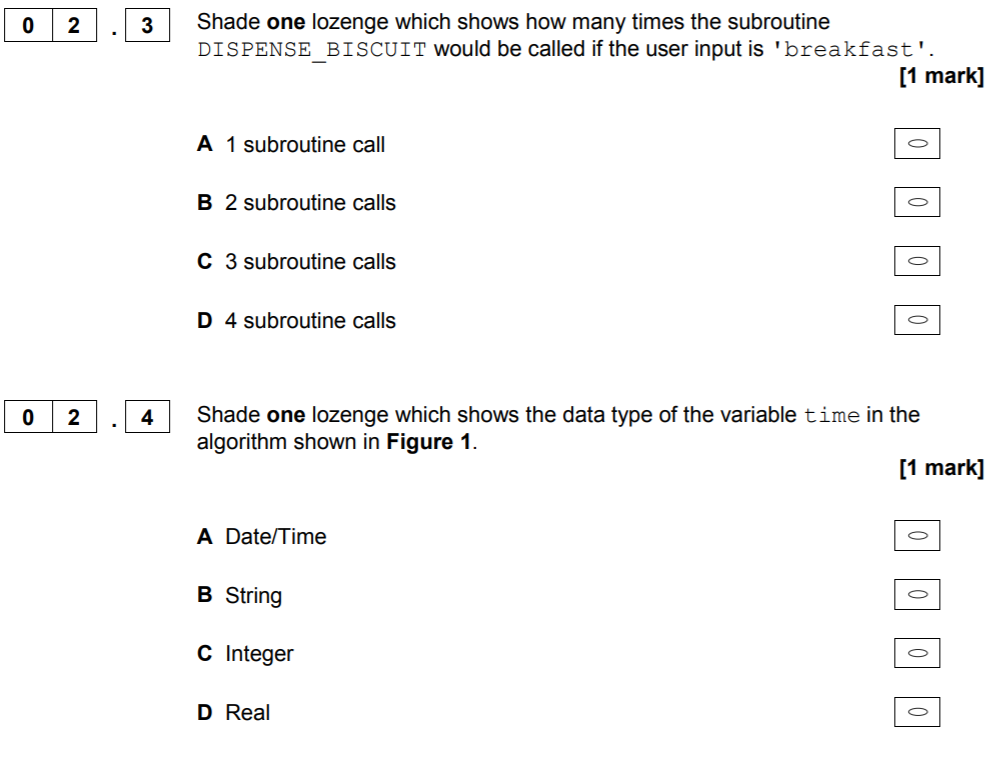 0 2 . 3 Shade one lozenge which shows how many times the subroutine
DISPENSE_BISCUIT would be called if the user input is 'breakfast'.
[1 mark]
A 1 subroutine call
B 2 subroutine calls
C 3 subroutine calls
D 4 subroutine calls
0 2 . 4 Shade one lozenge which shows the data type of the variable time in the
algorithm shown in Figure 1.
[1 mark]
A Date/Time
B String
C Integer
D Real